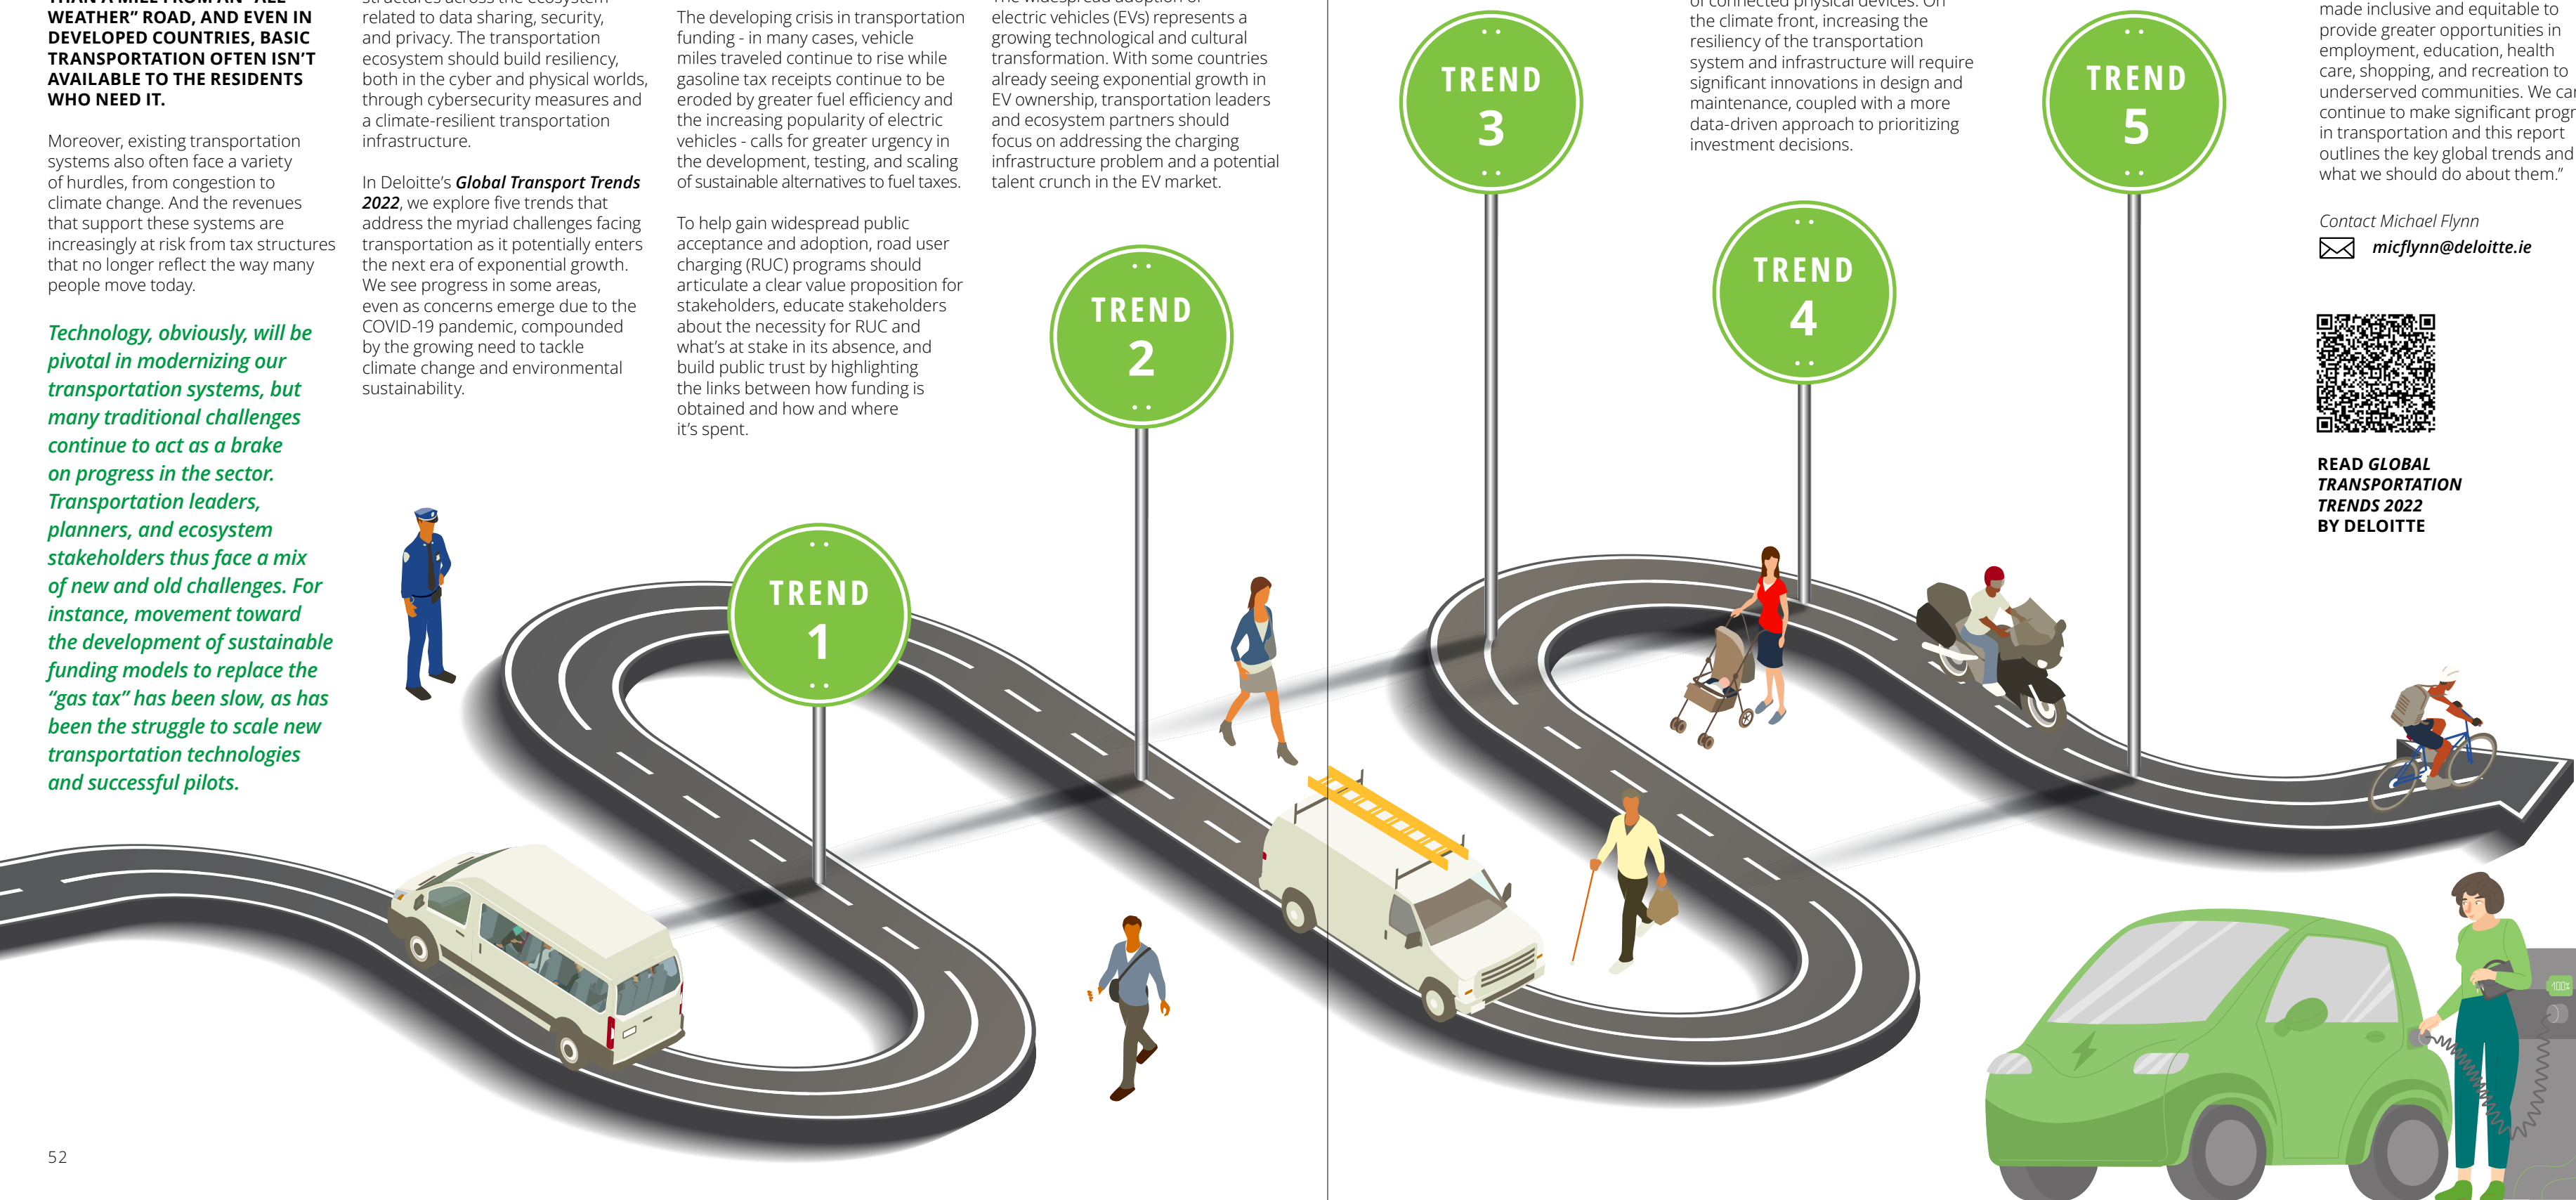 THAN A MILE FROM AN “ALL-
WEATHER” ROAD, AND EVEN IN
DEVELOPED COUNTRIES, BASIC
TRANSPORTATION OFTEN ISN’T
AVAILABLE TO THE RESIDENTS
WHO NEED IT.
Moreover, existing transportation
systems also often face a variety
of hurdles, from congestion to
climate change. And the revenues
that support these systems are
increasingly at risk from tax structures
that no longer reflect the way many
people move today.
Technology, obviously, will be
pivotal in modernizing our
transportation systems, but
many traditional challenges
continue to act as a brake
on progress in the sector.
Transportation leaders,
planners, and ecosystem
stakeholders thus face a mix
of new and old challenges. For
instance, movement toward
the development of sustainable
funding models to replace the
“gas tax” has been slow, as has
been the struggle to scale new
transportation technologies
and successful pilots.
52
structures across the ecosystem
related to data sharing, security,
and privacy. The transportation
ecosystem should build resiliency,
both in the cyber and physical worlds,
through cybersecurity measures and
a climate-resilient transportation
infrastructure.
In Deloitte’s Global Transport Trends
2022, we explore five trends that
address the myriad challenges facing
transportation as it potentially enters
the next era of exponential growth.
We see progress in some areas,
even as concerns emerge due to the
COVID-19 pandemic, compounded
by the growing need to tackle
climate change and environmental
sustainability.
The developing crisis in transportation
funding - in many cases, vehicle
miles traveled continue to rise while
gasoline tax receipts continue to be
eroded by greater fuel efficiency and
the increasing popularity of electric
vehicles - calls for greater urgency in
the development, testing, and scaling
of sustainable alternatives to fuel taxes.
To help gain widespread public
acceptance and adoption, road user
charging (RUC) programs should
articulate a clear value proposition for
stakeholders, educate stakeholders
about the necessity for RUC and
what’s at stake in its absence, and
build public trust by highlighting
the links between how funding is
obtained and how and where
it’s spent.
TREND
1
The widespread adoption of
electric vehicles (EVs) represents a
growing technological and cultural
transformation. With some countries
already seeing exponential growth in
EV ownership, transportation leaders
and ecosystem partners should
focus on addressing the charging
infrastructure problem and a potential
talent crunch in the EV market.
TREND
2
TREND
3
of connected physical devices. On
the climate front, increasing the
resiliency of the transportation
system and infrastructure will require
significant innovations in design and
maintenance, coupled with a more
data-driven approach to prioritizing
investment decisions.
TREND
4
TREND
5
made inclusive and equitable to
provide greater opportunities in
employment, education, health
care, shopping, and recreation to
underserved communities. We can
continue to make significant progr
in transportation and this report
outlines the key global trends and
what we should do about them.”
Contact Michael Flynn
micflynn@deloitte.ie
READ GLOBAL
TRANSPORTATION
TRENDS 2022
BY DELOITTE
100%